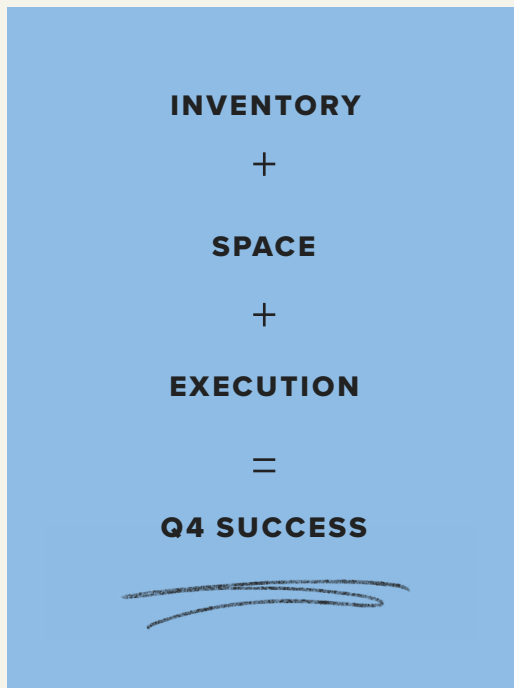 INVENTORY
+
SPACE
+
EXECUTION
=
Q4 SUCCESS